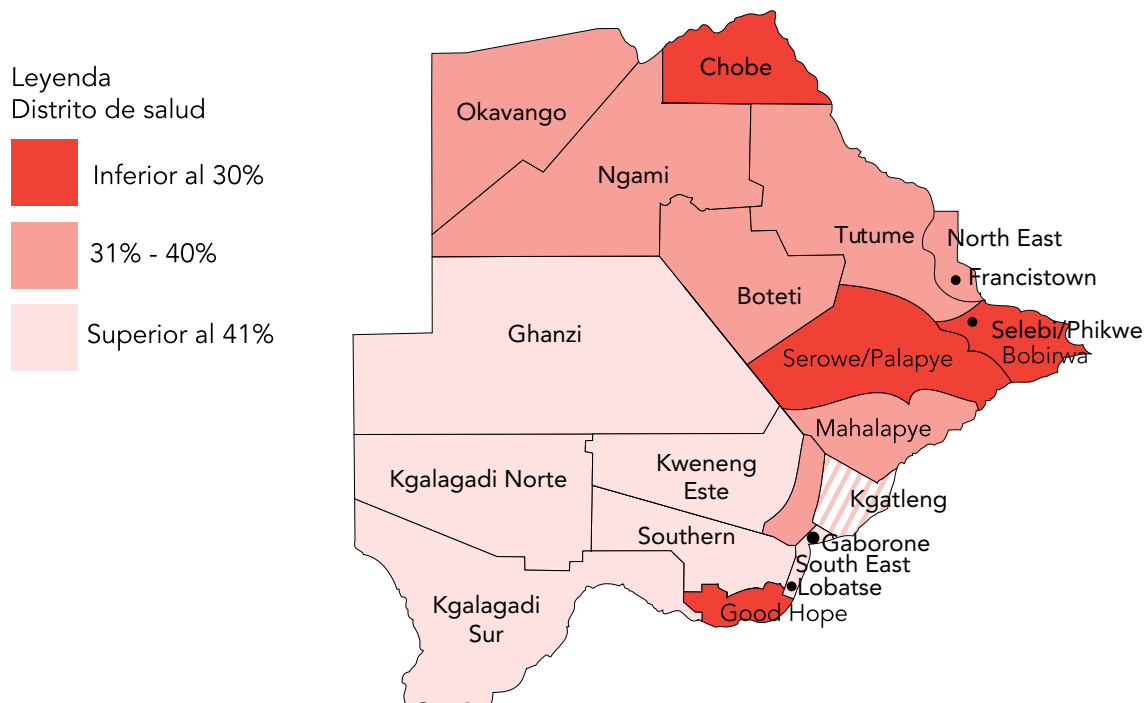 Leyenda
Distrito de salud
Inferior al 30%
31% - 40%
Superior al 41%
Chobe
Okavango
Ngami
Tutume
North East
Francistown
Boteti
Ghanzi
Selebi/Phikwe
Bobirwa
Serowe/Palapye
Mahalapye
Kweneng
Este
Kgalagadi Norte
Kgatleng
Southern
Gaborone
South East
Lobatse
Kgalagadi
Sur
Good Hope